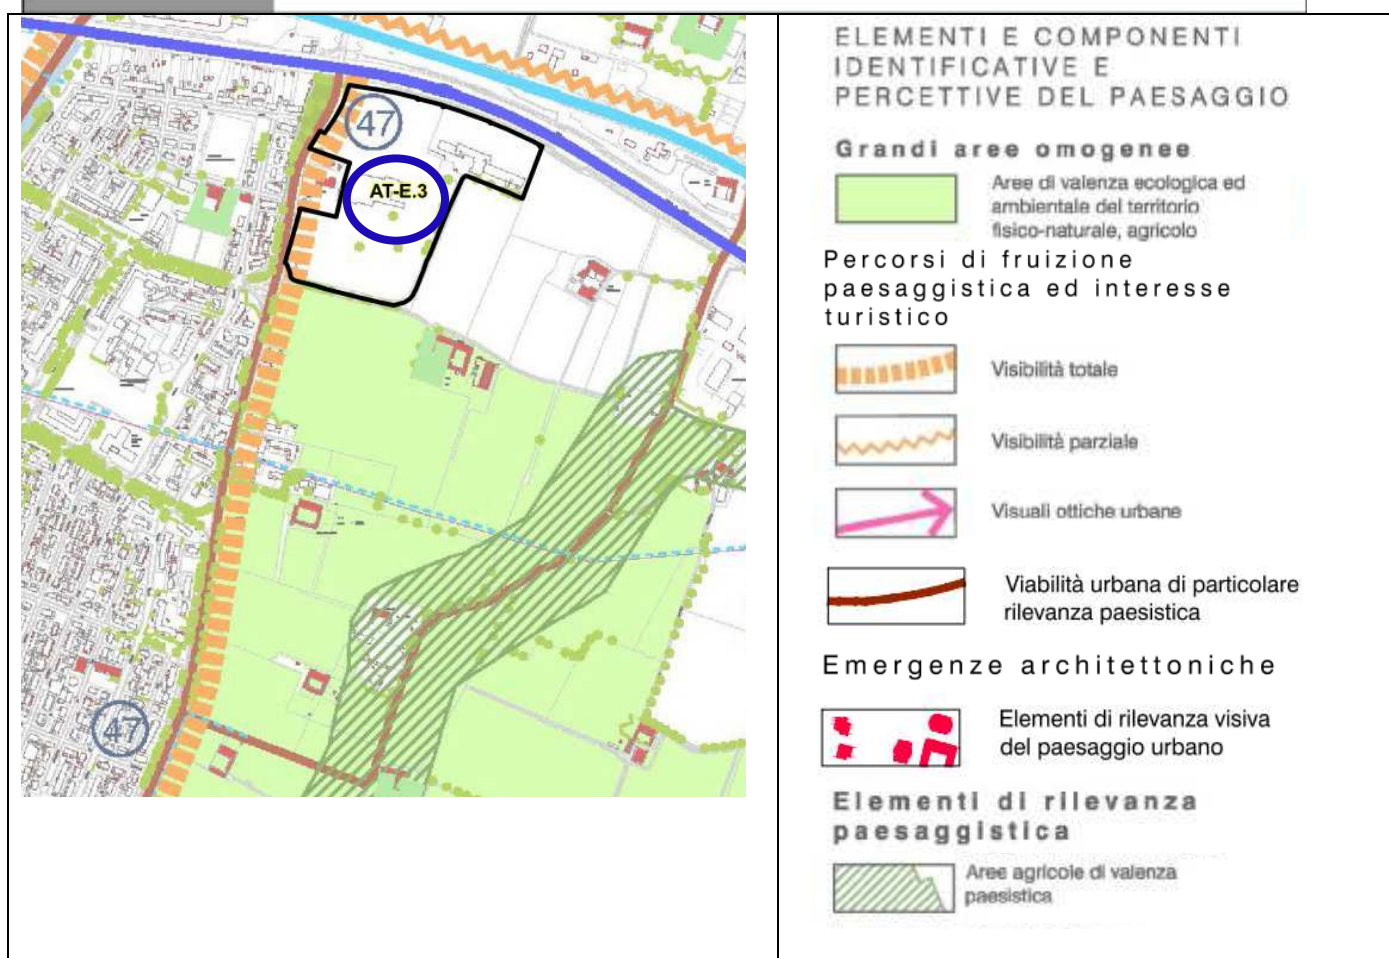 47
AT-E.3
47
ELEMENTI E COMPONENTI
IDENTIFICATIVE E
PERCETTIVE DEL PAESAGGIO
Grandi aree omogenee
Aree di valenza ecologica ed
ambientale del territorio
fisico-naturale, agricolo
Percorsi di fruizione
paesaggistica ed interesse
turistico
Visibilità totale
Visibilità parziale
Visuali ottiche urbane
Viabilità urbana di particolare
rilevanza paesistica
Emergenze architettoniche
Elementi di rilevanza visiva
del paesaggio urbano
Elementi di rilevanza
paesaggistica
Aree agricole di valenza
paesistica